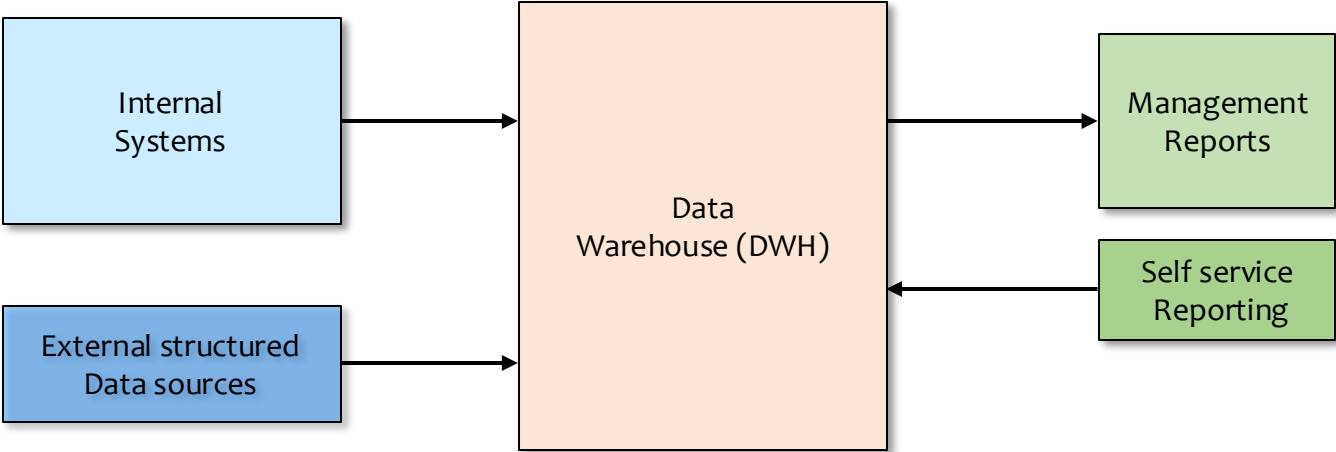 Internal
Systems
External structured
Data sources
Data
Warehouse (DWH)
Management
Reports
Self service
Reporting